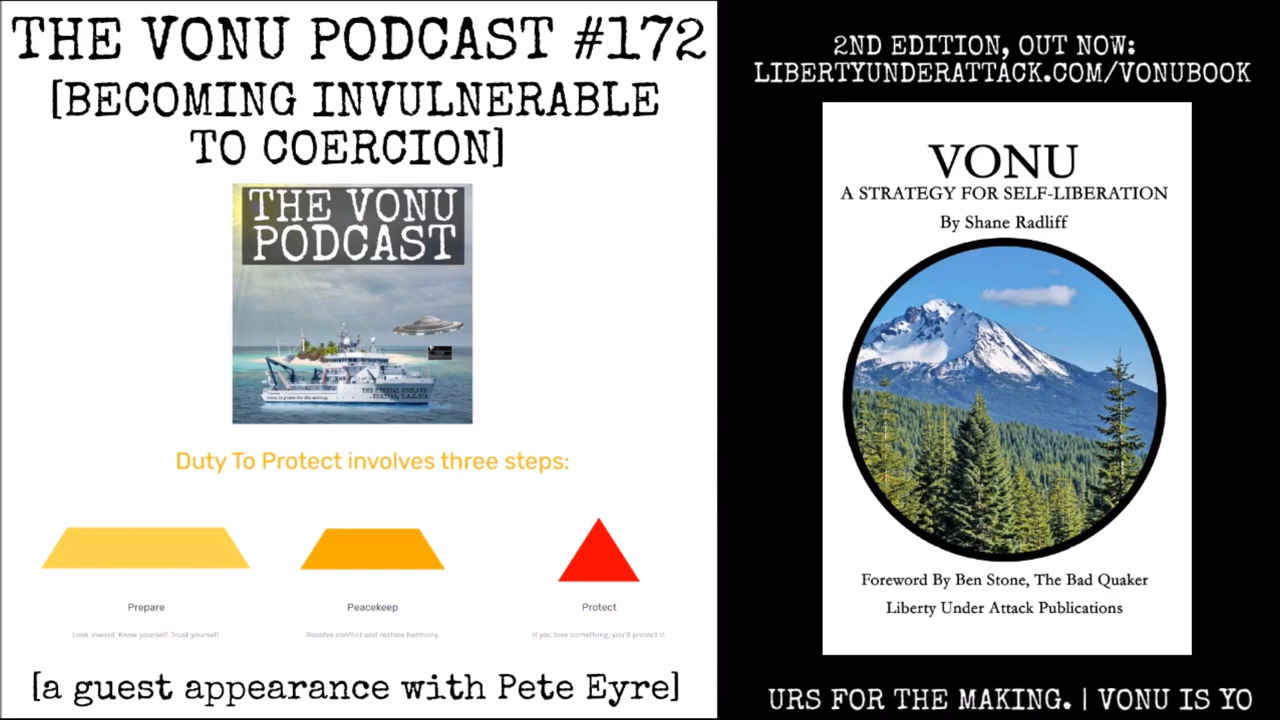 THE VONU PODCAST #172
[BECOMING INVULNERABLE
TO COERCION]
THE VONU
PODCAST
THE ETHICAL ENCLAVE
Duty To Protect involves three steps:
Prepare
Peacekeep
Protect
Look inward. Know yourself. Trust yourself.
Resolve conflict and restore harmony.
If you love something, you'll protect it.
[a guest appearance with Pete Eyre]
2ND EDITION, OUT NOW:
LIBERTYUNDERATTACK.COM/VONUBOOK
VONU
A STRATEGY FOR SELF-LIBERATION
By Shane Radliff
Foreword By Ben Stone, The Bad Quaker
Liberty Under Attack Publications
URS FOR THE MAKING. | VONU IS YO